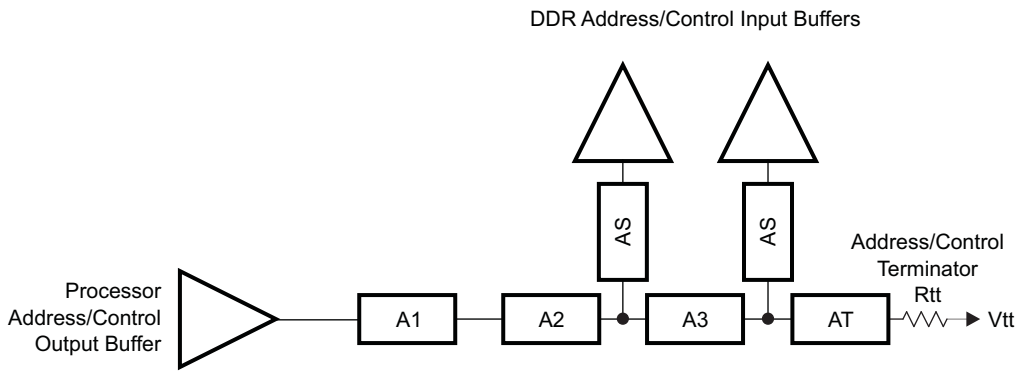 DDR Address/Control Input Buffers
AS
AS
Address/Control
Terminator
Rtt
Processor
Address/Control
Output Buffer
A1
A2
A3
AT
Vtt